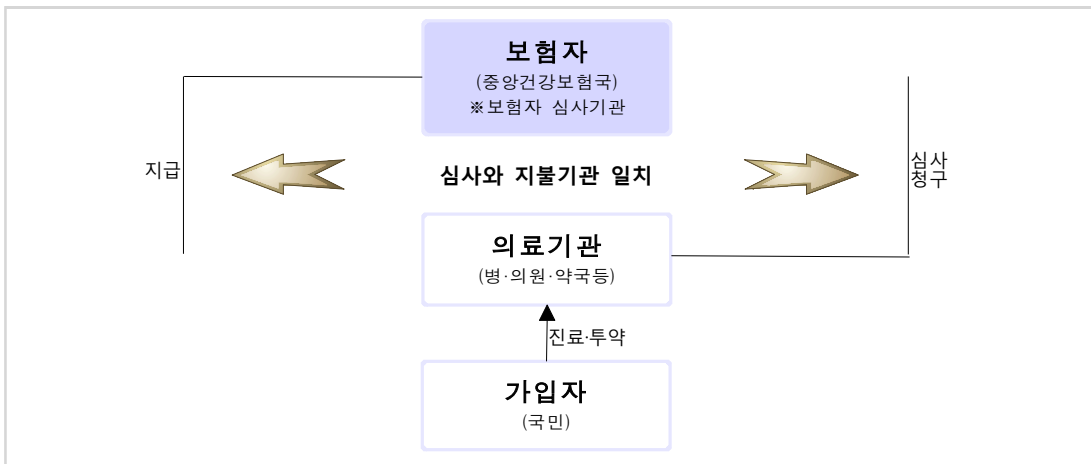 보험자
(중앙건강보험국)
※보험자 심사기관
지급
심사와 지불기관 일치
심사
청구
의료기관
(병·의원·약국등)
진료·투약
가입자
(국민)